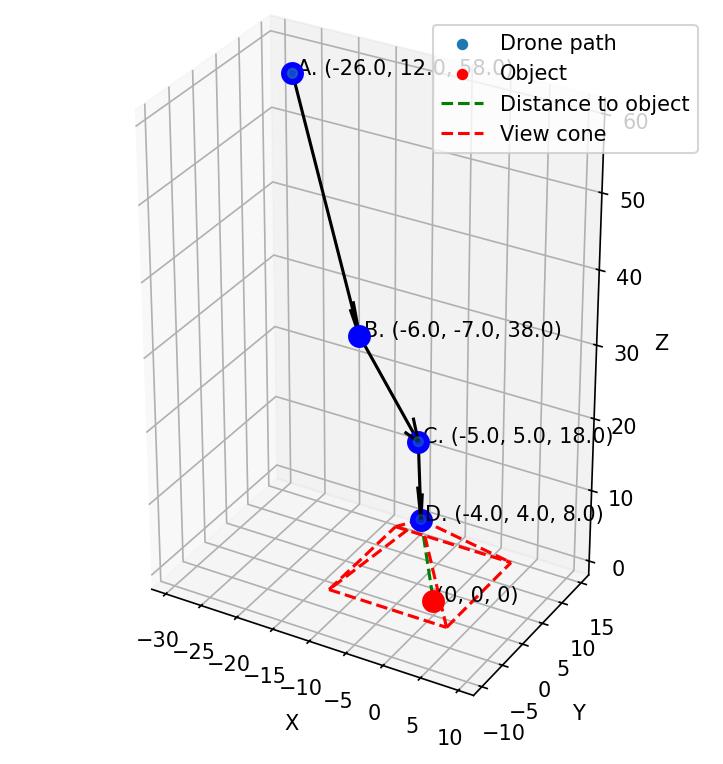 A. (-26.0, 12.0, 58.0)
Drone path
Object
Distance to object
View cone
60
50
40
B. (-6.0, -7.0, 38.0)
30
Z
C. (-5.0, 5.0, 18.0)
20
10
D. (-4.0, 4.0, 8.0)
0
(0, 0, 0)
−30
−25
−20
−15
−10
−5
0
5
10
X
−10
−5
0
5
10
15
Y